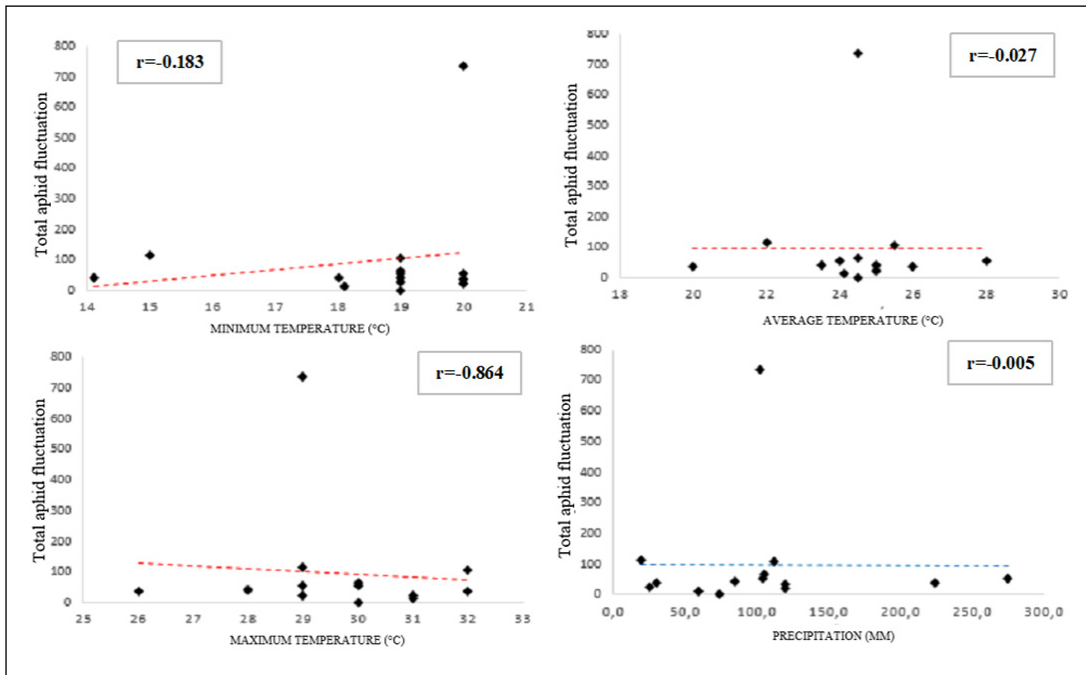 r=-0.183
Total aphid fluctuation
800
700
600
500
400
300
200
100
0
14 15 16 17 18 19 20 21
MINIMUM TEMPERATURE (°C)
r=-0.027
Total aphid fluctuation
800
700
600
500
400
300
200
100
0
18 20 22 24 26 28 30
AVERAGE TEMPERATURE (°C)
r=-0.864
Total aphid fluctuation
800
700
600
500
400
300
200
100
0
25 26 27 28 29 30 31 32 33
MAXIMUM TEMPERATURE (°C)
r=-0.005
Total aphid fluctuation
800
700
600
500
400
300
200
100
0
0,0 50,0 100,0 150,0 200,0 250,0 300,0
PRECIPITATION (MM)